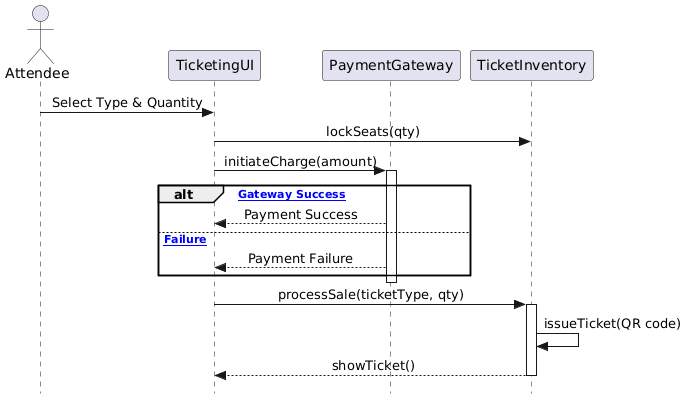 Attendee
TicketingUI
PaymentGateway
TicketInventory
Select Type & Quantity
lockSeats(qty)
initiateCharge(amount)
alt
Gateway Success
Payment Success
Failure
Payment Failure
processSale(ticketType, qty)
issueTicket(QR code)
showTicket()